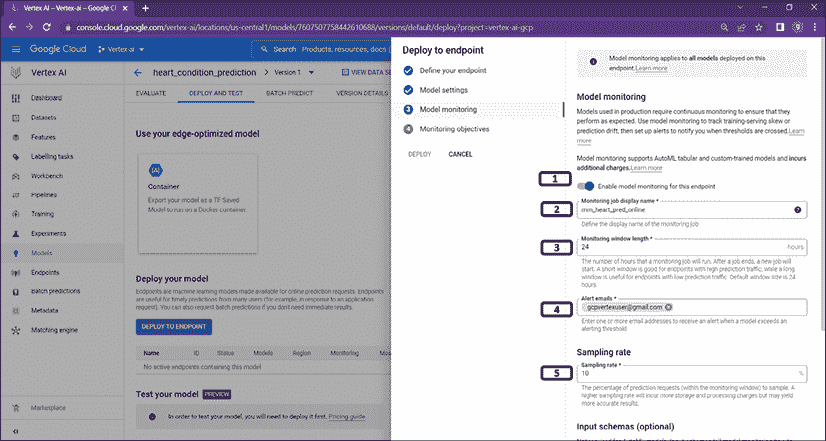 Vertex AI – Vertex-ai – Google Cl
console.cloud.google.com/vertex-ai/locations/us-central1/models/7607507758442610688/versions/default/deploy?project=vertex-ai-gcp
Google Cloud
Vertex-ai
Search Products, resources, docs
Vertex AI
Dashboard
Datasets
Features
Labelling tasks
Workbench
Pipelines
Training
Experiments
Models
Endpoints
Batch predictions
Metadata
Matching engine
Marketplace
heart_condition_prediction
Version 1
VIEW DATA SE
EVALUATE
DEPLOY AND TEST
BATCH PREDICT
VERSION DETAILS
Use your edge-optimized model
Container
Export your model as a TF Saved
Model to run on a Docker container.
Deploy your model
Endpoints are machine learning models made available for online prediction requests. Endpoints
are useful for timely predictions from many users (for example, in response to an application
request). You can also request batch predictions if you don't need immediate results.
DEPLOY TO ENDPOINT
Name ID Status Models Region Monitoring Mos
No active endpoints containing this model
Test your model PREVIEW
In order to test your model, you will need to deploy it first. Pricing guide
Deploy to endpoint
Define your endpoint
Model settings
3 Model monitoring
4 Monitoring objectives
DEPLOY CANCEL
Model monitoring applies to all models deployed on this
endpoint.Learn more
Model monitoring
Models used in production require continuous monitoring to ensure that they
perform as expected. Use model monitoring to track training-serving skew or
prediction drift, then set up alerts to notify you when thresholds are crossed.Learn
more
Model monitoring supports AutoML tabular and custom-trained models and incurs
additional charges.Learn more
1
Enable model monitoring for this endpoint
2
Monitoring job display name *
mm_heart_pred_online
Define the display name of the monitoring job
3
Monitoring window length *
24 hours
The number of hours that a monitoring job will run. After a job ends, a new job will
start. A short window is good for endpoints with high prediction traffic, while a long
window is useful for endpoints with low prediction traffic. Default window size is 24
hours.
4
Alert emails *
gcpvertexuser@gmail.com
Enter one or more email addresses to receive an alert when a model exceeds an
alerting threshold
Sampling rate
5
Sampling rate *
10 %
The percentage of prediction requests (within the monitoring window) to sample. A
higher sampling rate will incur more storage and processing charges but may
yield more accurate results.
Input schemas (optional)